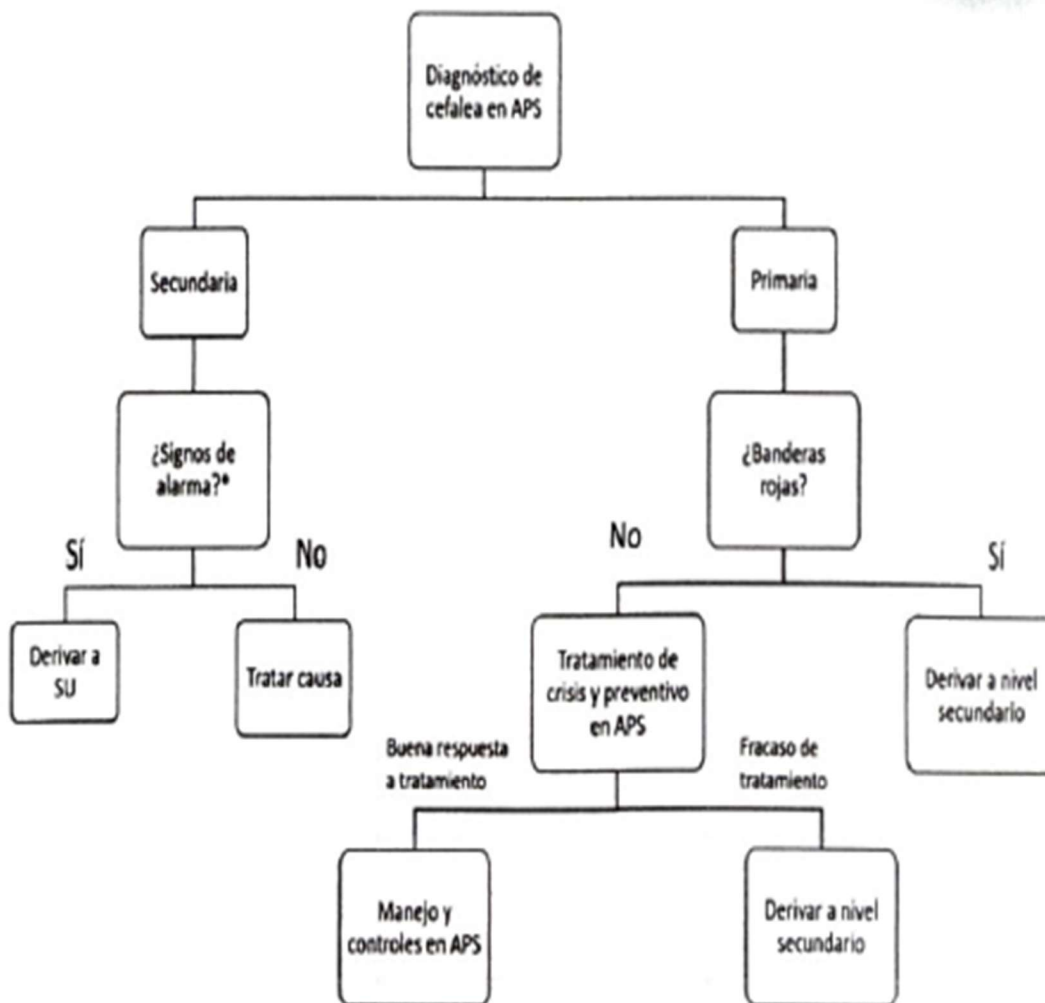 Diagnóstico de
cefalea en APS
Secundaria
Primaria
¿Signos de
alarma?*
¿Banderas
rojas?
Sí
No
No
Sí
Derivar a
SU
Tratar causa
Tratamiento de
crisis y preventivo
en APS
Derivar a nivel
secundario
Buena respuesta
a tratamiento
Fracaso de
tratamiento
Manejo y
controles en APS
Derivar a nivel
secundario